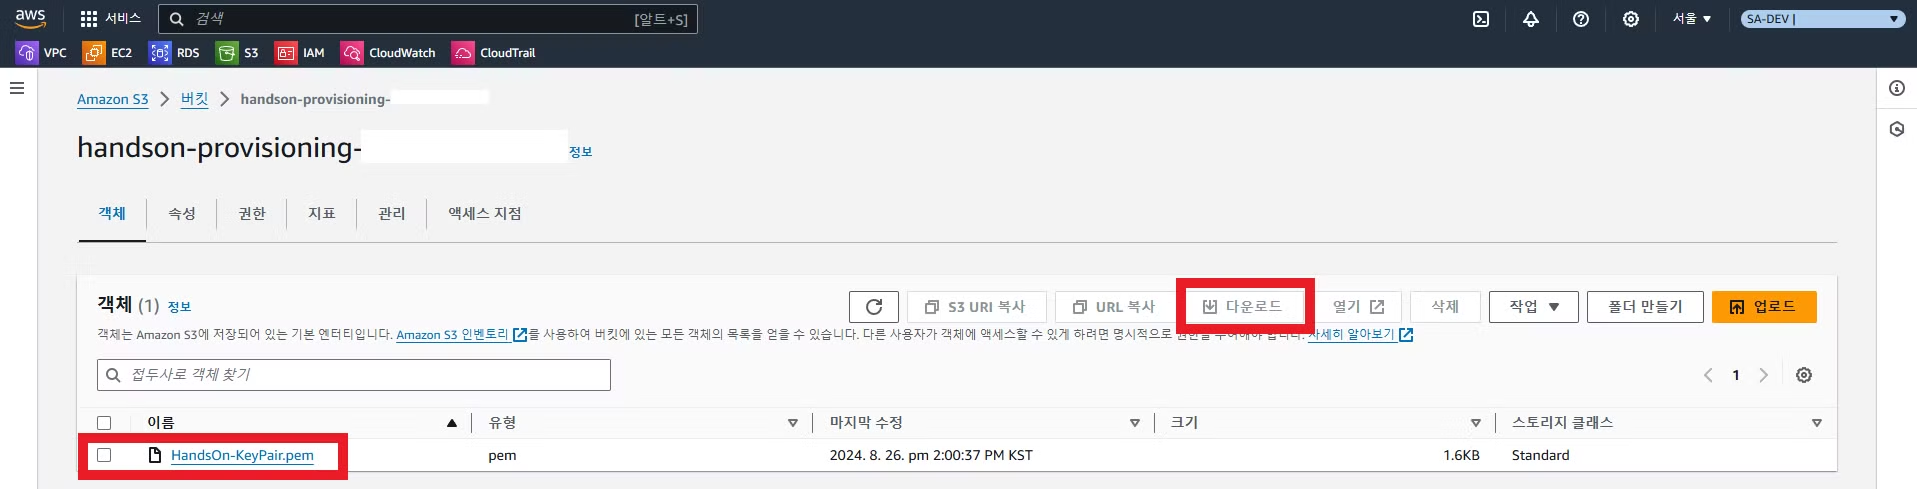 aws 서비스 검색 [알트+S] 서울 ▼ SA-DEV | ▼
VPC EC2 RDS S3 IAM CloudWatch CloudTrail
Amazon S3 > 버킷 > handson-provisioning-
handson-provisioning- 정보
객체 속성 권한 지표 관리 액세스 지점
객체 (1) 정보 S3 URI 복사 URL 복사 다운로드 열기 삭제 작업 ▼ 폴더 만들기 업로드
객체는 Amazon S3에 저장되어 있는 기본 엔터티입니다. Amazon S3 인벤토리를 사용하여 버킷에 있는 모든 객체의 목록을 얻을 수 있습니다. 다른 사용자가 객체에 액세스할 수 있게 하려면 명시적으로 권한을 부여해야 합니다. 자세히 알아보기
접두사로 객체 찾기 < 1 >
이름 ▲ 유형 마지막 수정 크기 스토리지 클래스
HandsOn-KeyPair.pem pem 2024. 8. 26. pm 2:00:37 PM KST 1.6KB Standard